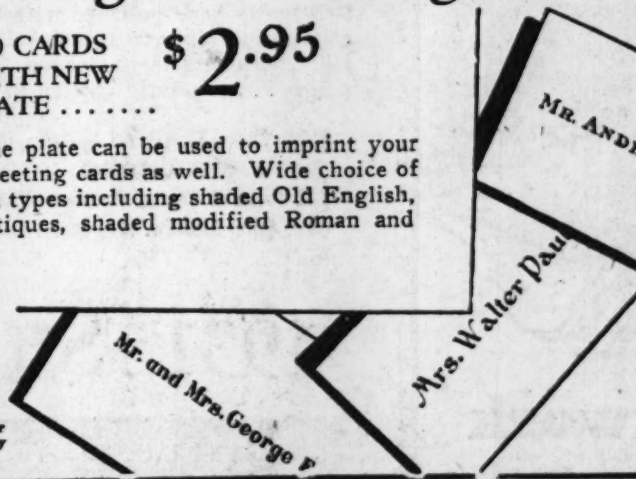 CARDS
$2.95
TH NEW
ATE .......
e plate can be used to imprint your
eeting cards as well. Wide choice of
types including shaded Old English,
tiques, shaded modified Roman and
MR. ANDR
Mrs. Walter Pau
Mr. and Mrs. George F